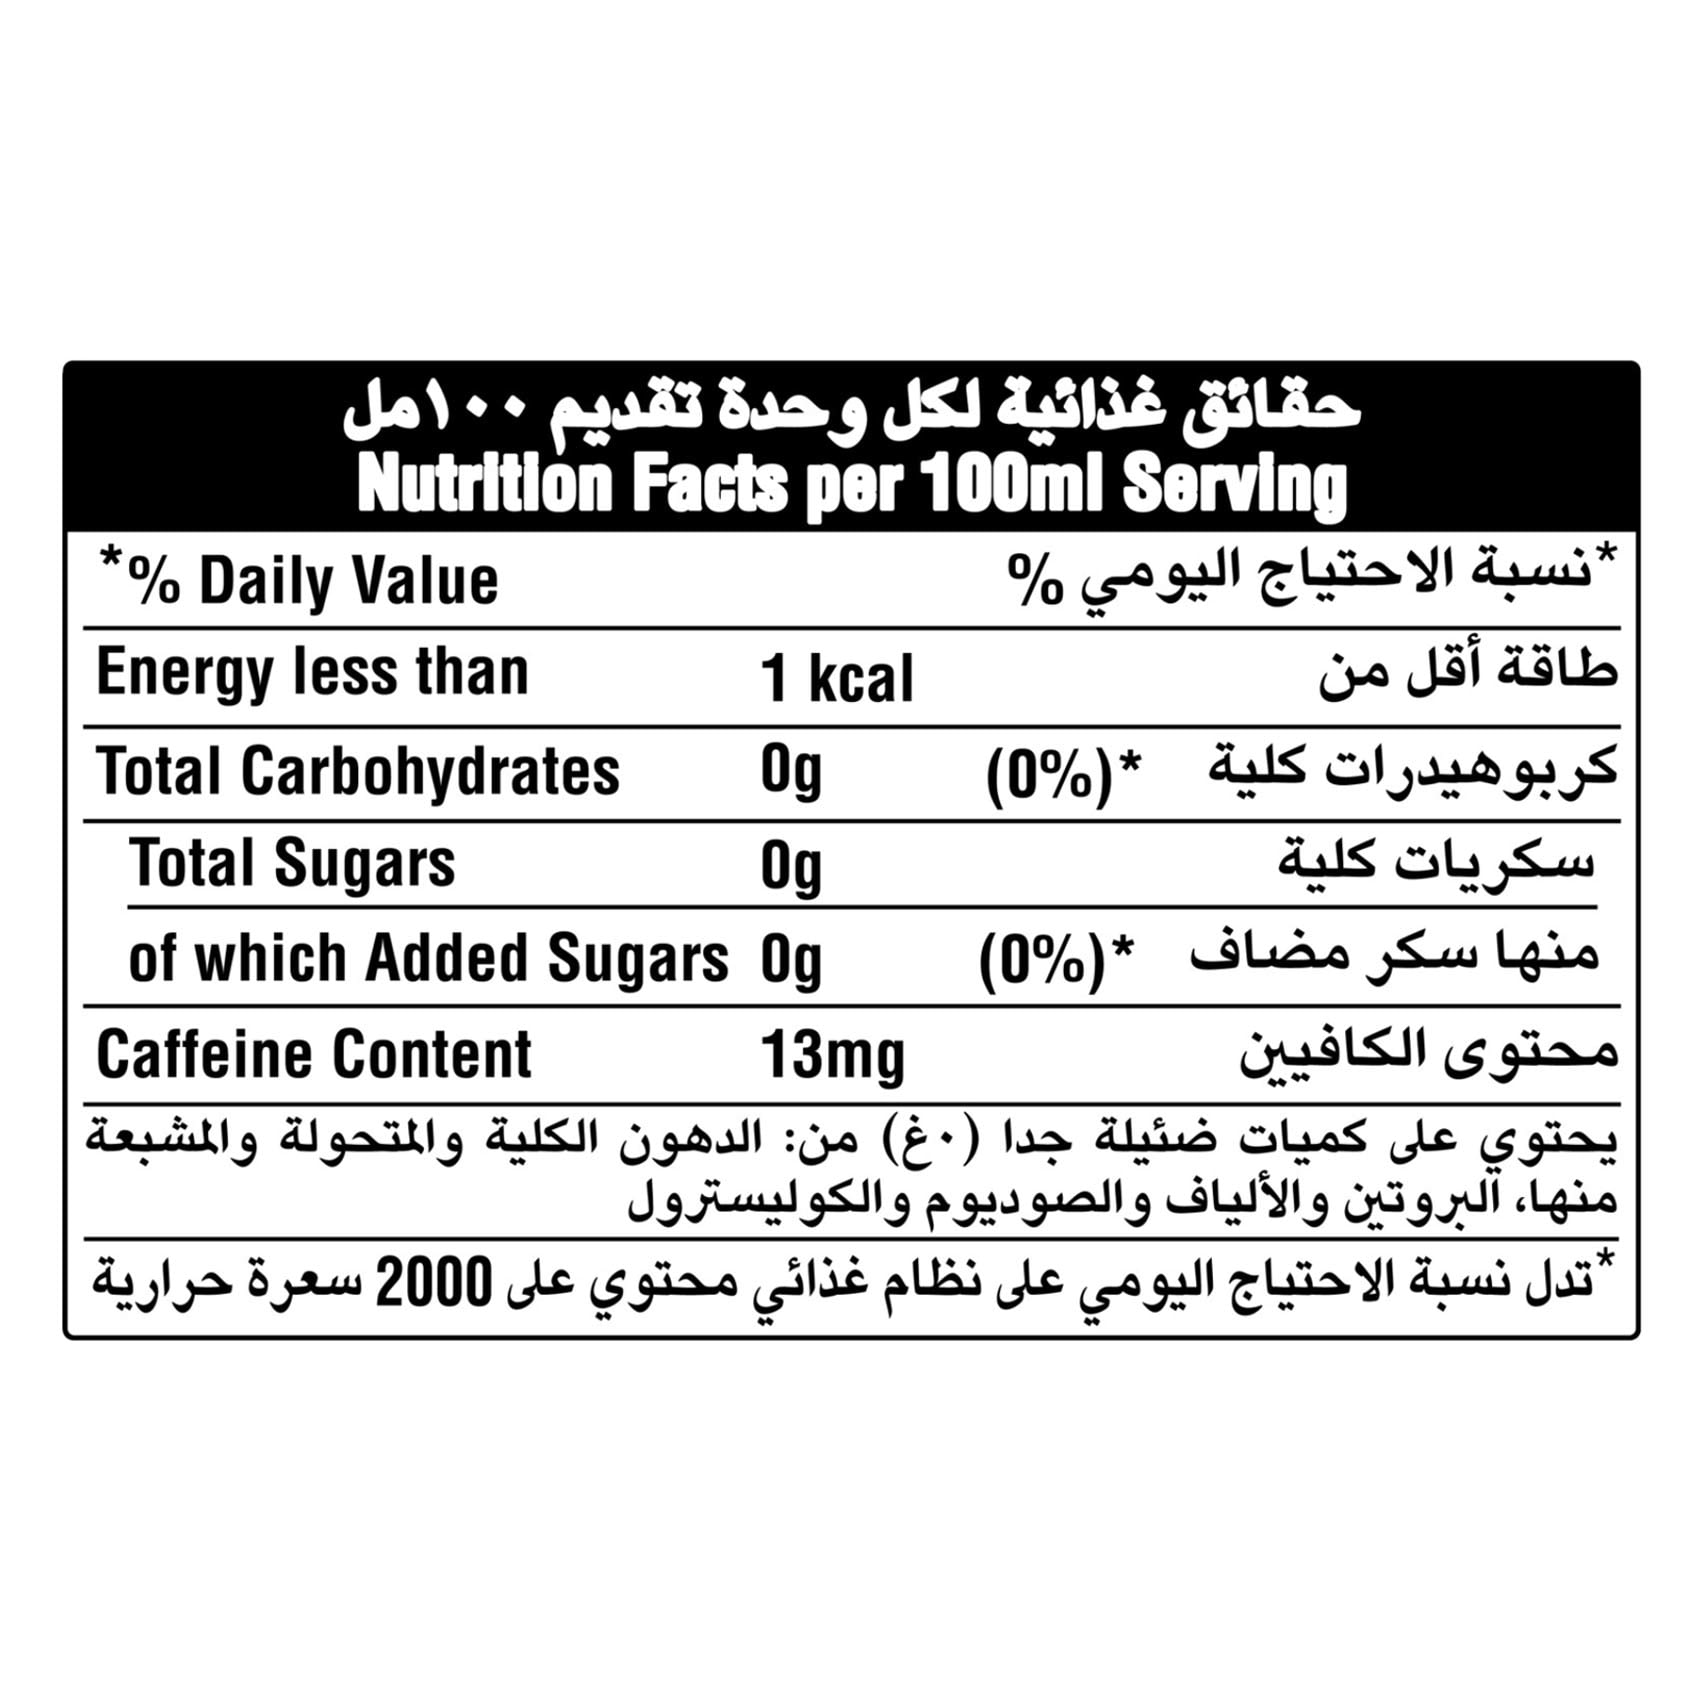 حقائق غذائية لكل وحدة تقديم ١٠٠مل
Nutrition Facts per 100ml Serving
*% Daily Value % نسبة الاحتياج اليومي*
Energy less than 1 kcal طاقة أقل من
Total Carbohydrates 0g (0%)* كربوهيدرات كلية
Total Sugars 0g سكريات كلية
of which Added Sugars 0g (0%)* منها سكر مضاف
Caffeine Content 13mg محتوى الكافيين
يحتوي على كميات ضئيلة جدا (٠غ) من: الدهون الكلية والمتحولة والمشبعة
منها، البروتين والألياف والصوديوم والكوليسترول
*تدل نسبة الاحتياج اليومي على نظام غذائي محتوي على 2000 سعرة حرارية